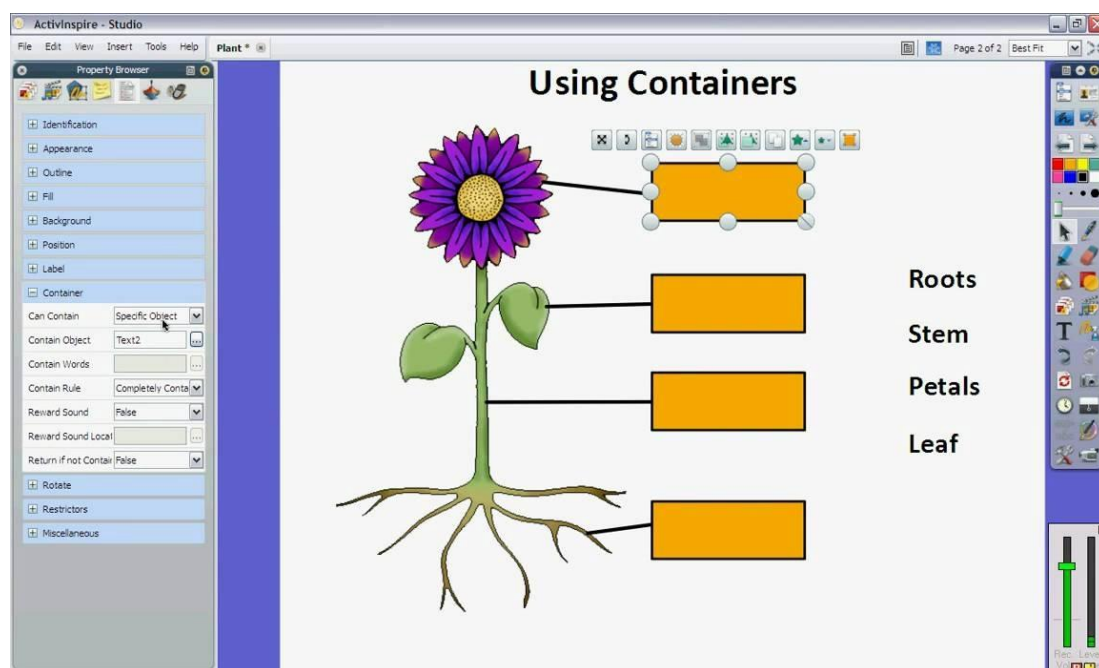 ActivInspire - Studio
File Edit View Insert Tools Help Plant * Page 2 of 2 Best Fit
Property Browser
Identification
Appearance
Outline
Fill
Background
Position
Label
Container
Can Contain Specific Object
Contain Object Text2 ...
Contain Words ...
Contain Rule Completely Conta
Reward Sound False
Reward Sound Locat ...
Return if not Contair False
Rotate
Restrictors
Miscellaneous
Using Containers
Roots
Stem
Petals
Leaf
T
Rec Leve